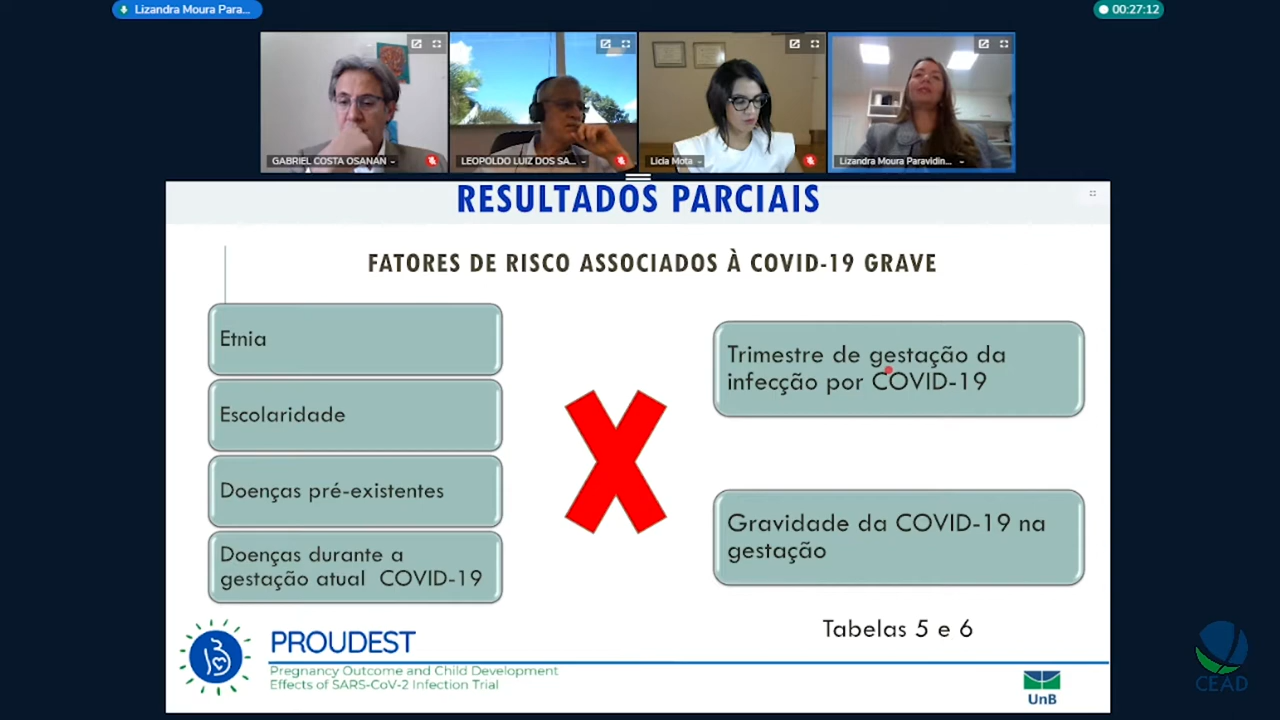 Lizandra Moura Para...
00:27:12
GABRIEL COSTA OSANAN
LEOPOLDO LUIZ DOS SA...
Licia Mota
Lizandra Moura Paravidin...
RESULTADOS PARCIAIS
FATORES DE RISCO ASSOCIADOS À COVID-19 GRAVE
Etnia
Escolaridade
Doenças pré-existentes
Doenças durante a
gestação atual COVID-19
Trimestre de gestação da
infecção por COVID-19
Gravidade da COVID-19 na
gestação
Tabelas 5 e 6
PROUDEST
Pregnancy Outcome and Child Development
Effects of SARS-CoV-2 Infection Trial
UnB
CEAD